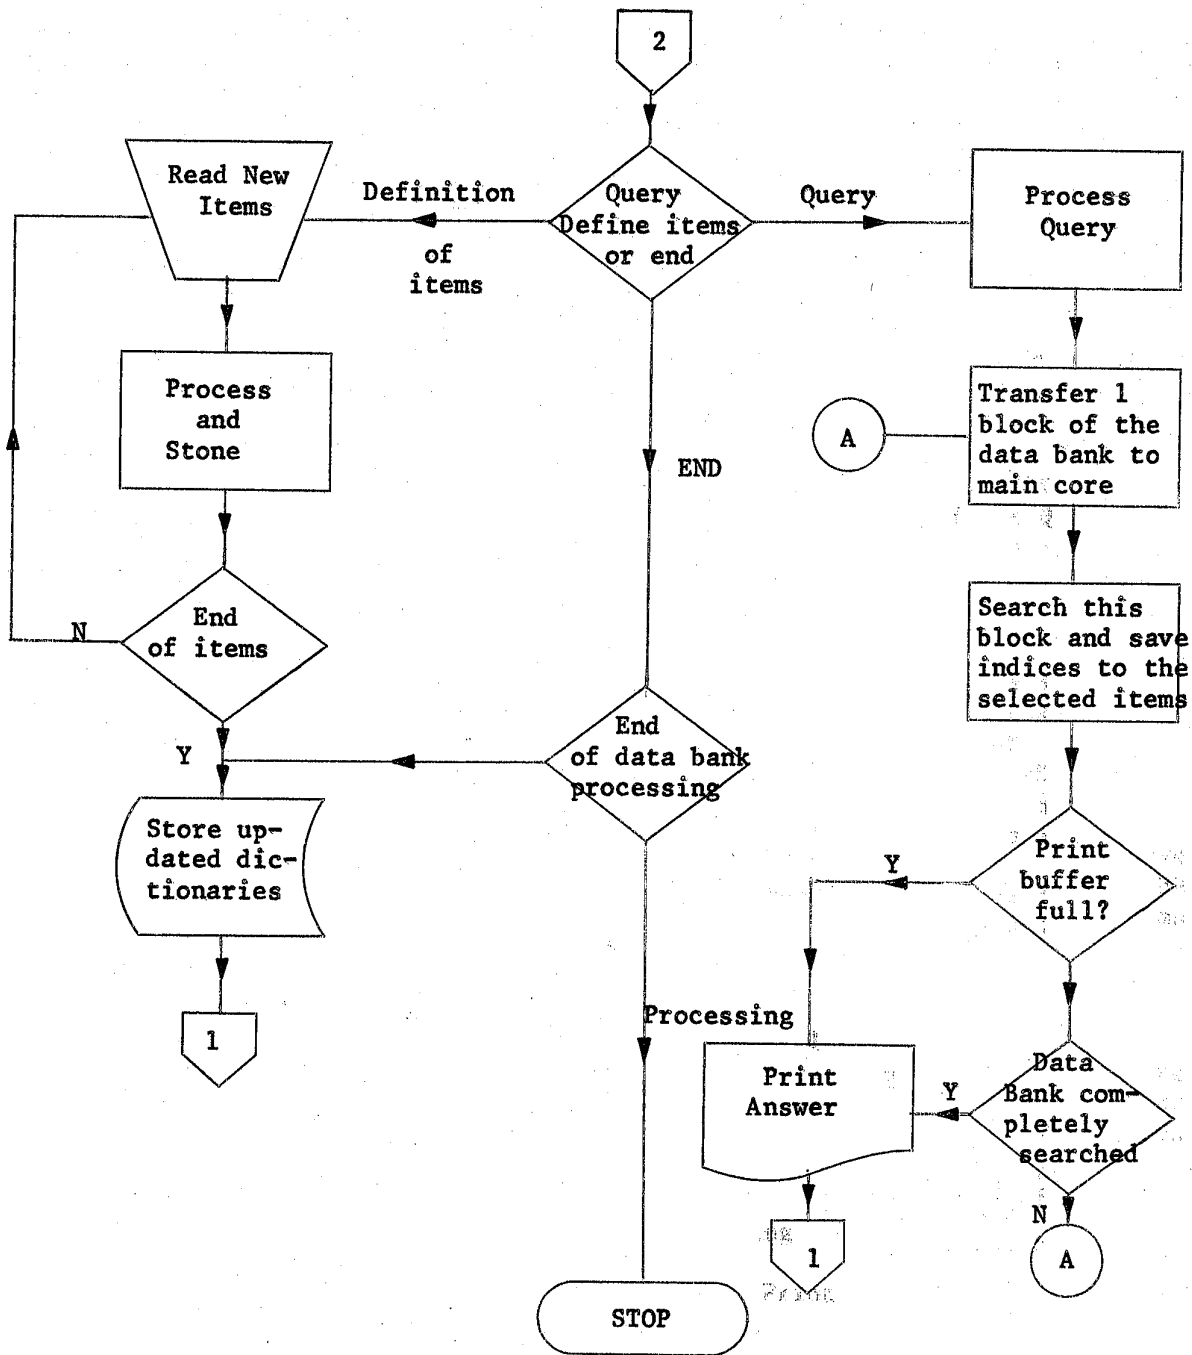 2
Read New
Items
Definition
of
items
Query
Define items
or end
Query
Process
Query
Process
and
Stone
END
A
Transfer 1
block of the
data bank to
main core
N
End
of items
Search this
block and save
indices to the
selected items
Y
End
of data bank
processing
Store up-
dated dic-
tionaries
Y
Print
buffer
full?
1
Processing
Print
Answer
Y
Data
Bank com-
pletely
searched
N
1
A
STOP